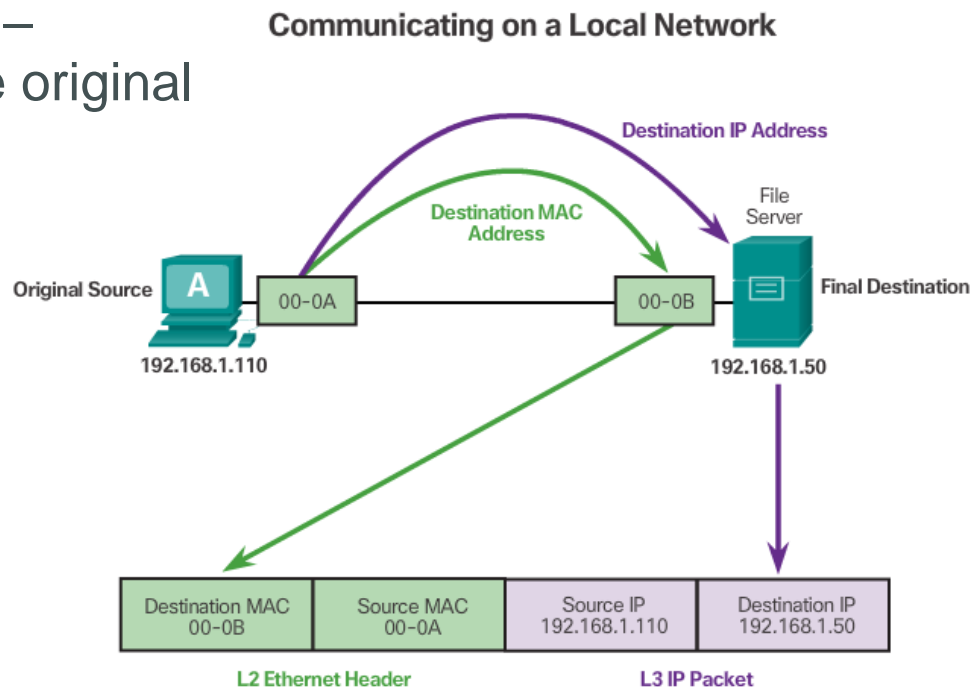 –
e original
Communicating on a Local Network
Destination IP Address
Destination MAC
Address
File
Server
Original Source
A
00-0A
00-0B
Final Destination
192.168.1.110
192.168.1.50
Destination MAC
00-0B
Source MAC
00-0A
Source IP
192.168.1.110
Destination IP
192.168.1.50
L2 Ethernet Header
L3 IP Packet